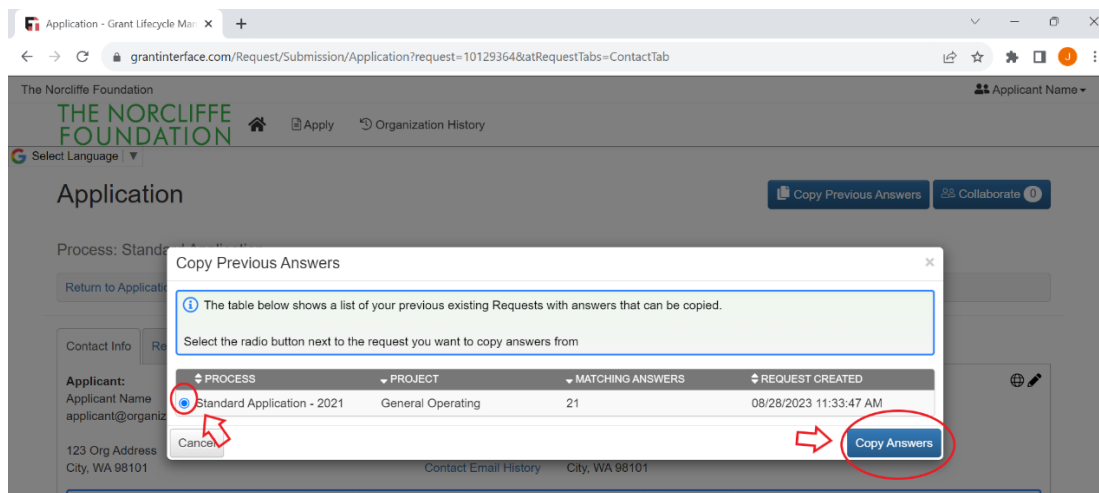 Application - Grant Lifecycle Man
grantinterface.com/Request/Submission/Application?request=10129364&atRequestTabs=ContactTab
J
The Norcliffe Foundation
Applicant Name
THE NORCLIFFE
FOUNDATION
Apply
Organization History
G Select Language
Application
Copy Previous Answers
Collaborate 0
Process: Standard Application
Copy Previous Answers
×
Return to Applicatio
The table below shows a list of your previous existing Requests with answers that can be copied.
Select the radio button next to the request you want to copy answers from
Contact Info
Re
PROCESS PROJECT MATCHING ANSWERS REQUEST CREATED
Applicant:
Applicant Name
applicant@organiz
Standard Application - 2021 General Operating 21 08/28/2023 11:33:47 AM
Cancel
Copy Answers
123 Org Address
City, WA 98101
Contact Email History
City, WA 98101